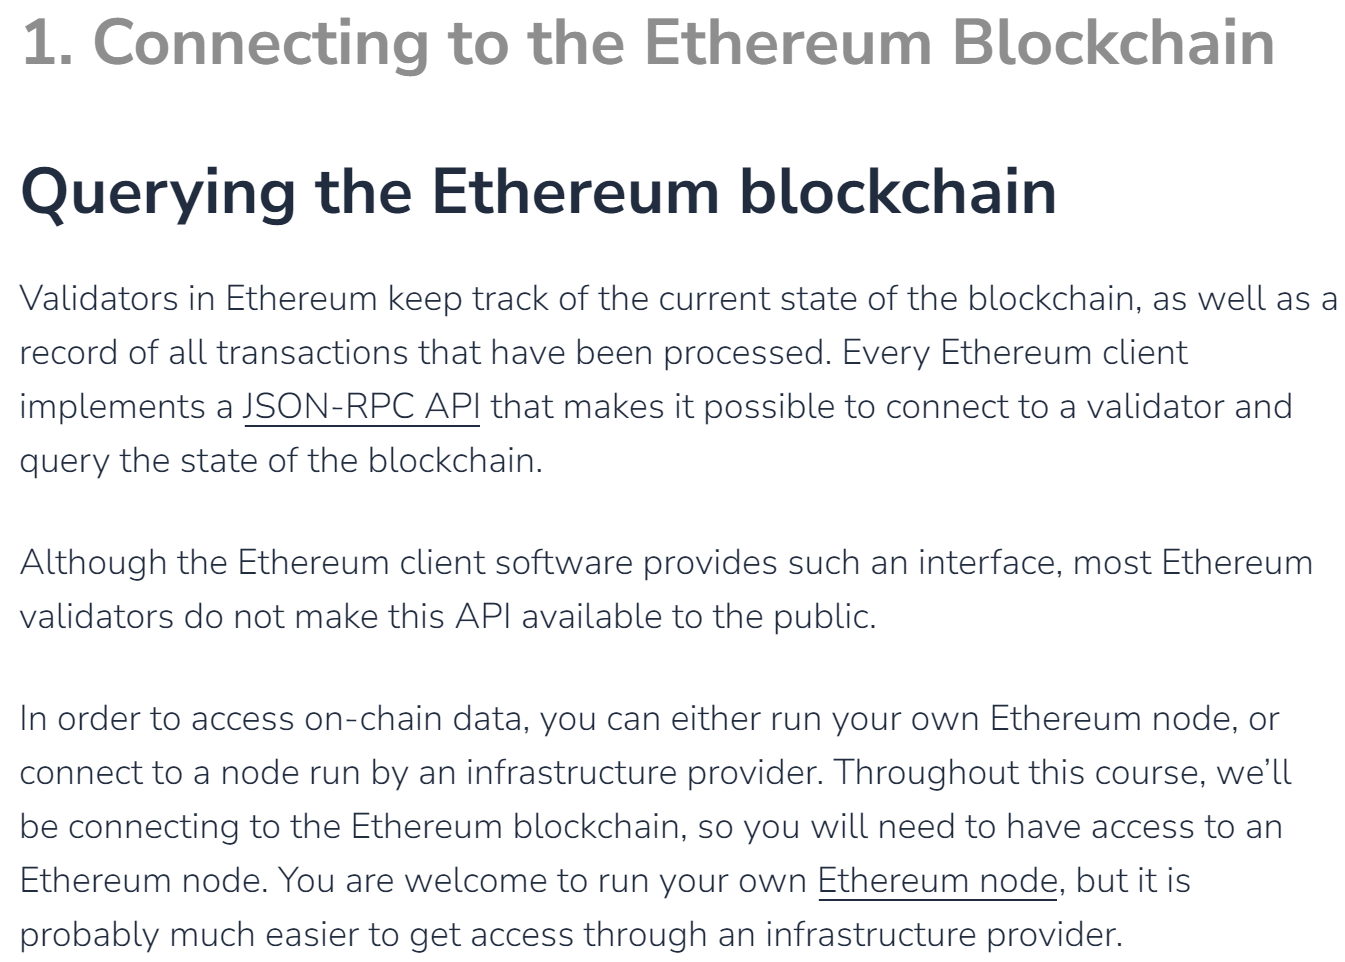 1. Connecting to the Ethereum Blockchain
Querying the Ethereum blockchain
Validators in Ethereum keep track of the current state of the blockchain, as well as a
record of all transactions that have been processed. Every Ethereum client
implements a JSON-RPC API that makes it possible to connect to a validator and
query the state of the blockchain.
Although the Ethereum client software provides such an interface, most Ethereum
validators do not make this API available to the public.
In order to access on-chain data, you can either run your own Ethereum node, or
connect to a node run by an infrastructure provider. Throughout this course, we’ll
be connecting to the Ethereum blockchain, so you will need to have access to an
Ethereum node. You are welcome to run your own Ethereum node, but it is
probably much easier to get access through an infrastructure provider.